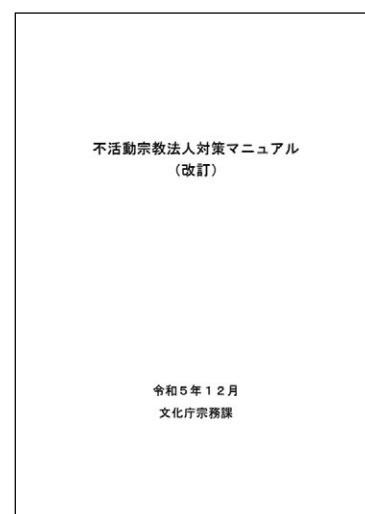 不活動宗教法人対策マニュアル
（改訂）
令和５年１２月
文化庁宗務課